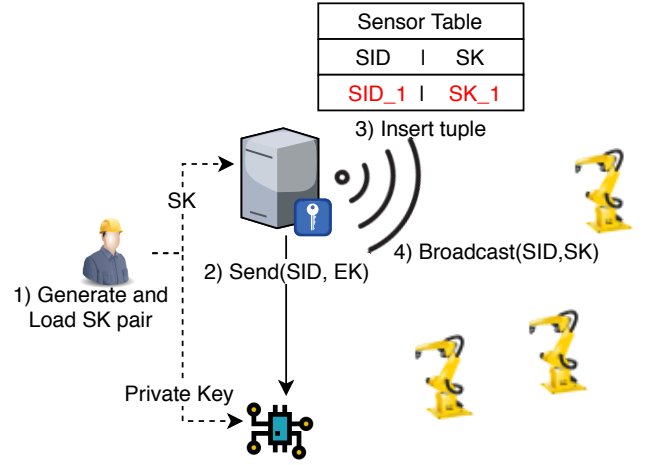 Sensor Table
SID | SK
SID_1 | SK_1
3) Insert tuple
SK
4) Broadcast(SID,SK)
2) Send(SID, EK)
1) Generate and
Load SK pair
Private Key